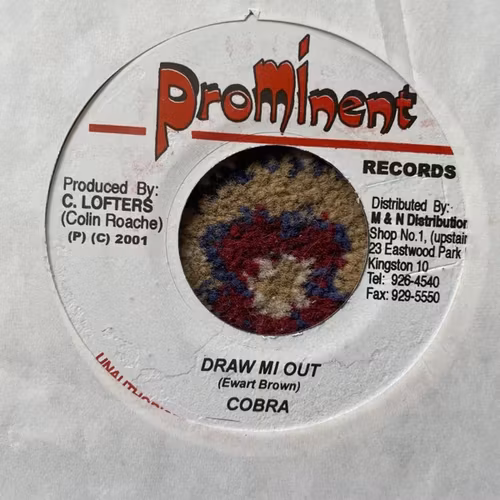 Prominent
RECORDS
Produced By:
C. LOFTERS
(Colin Roache)
(P) (C) 2001
Distributed By:
M & N Distribution
Shop No.1, (upstair
23 Eastwood Park
Kingston 10
Tel: 926-4540
Fax: 929-5550
DRAW MI OUT
(Ewart Brown)
COBRA